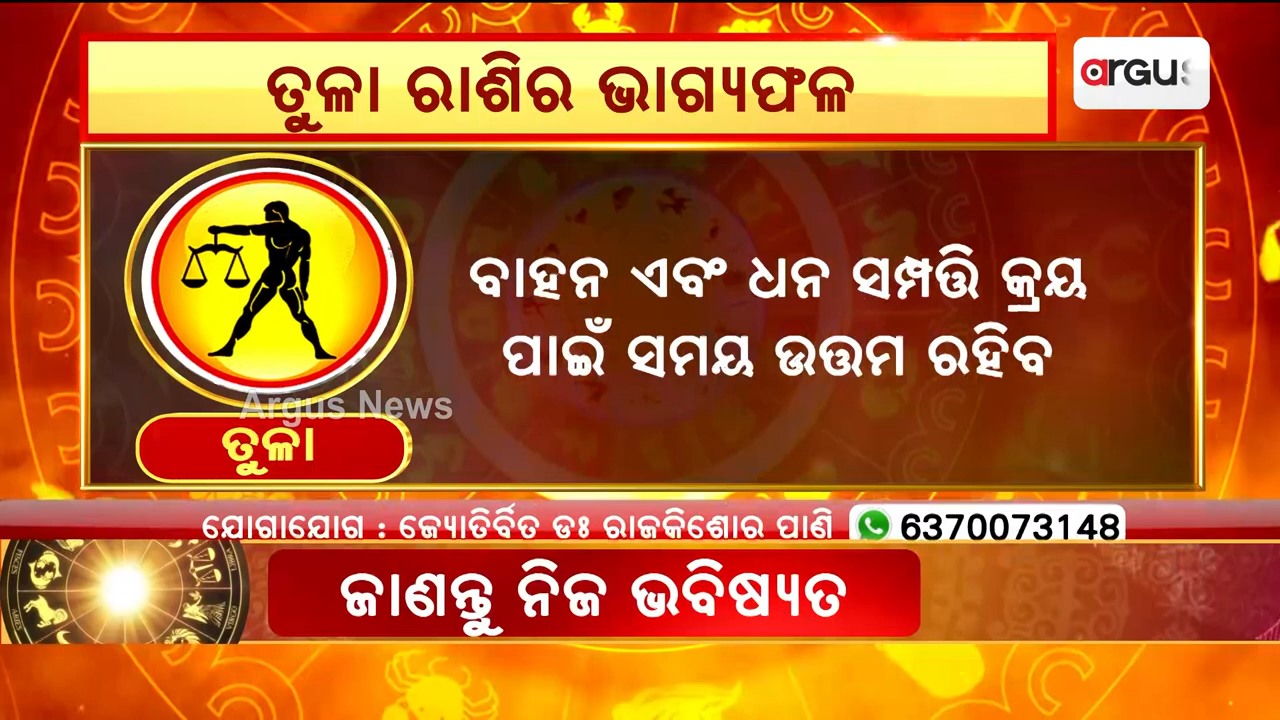 ତୁଳା ରାଶିର ଭାଗ୍ୟଫଳ
argus
ବାହନ ଏବଂ ଧନ ସମ୍ପତ୍ତି କ୍ରୟ
ପାଇଁ ସମୟ ଉତ୍ତମ ରହିବ
Argus News
ତୁଳା
ଯୋଗାଯୋଗ : ଜ୍ୟୋତିର୍ବିତ ଡଃ ରାଜକିଶୋର ପାଣି 6370073148
ଜାଣନ୍ତୁ ନିଜ ଭବିଷ୍ୟତ